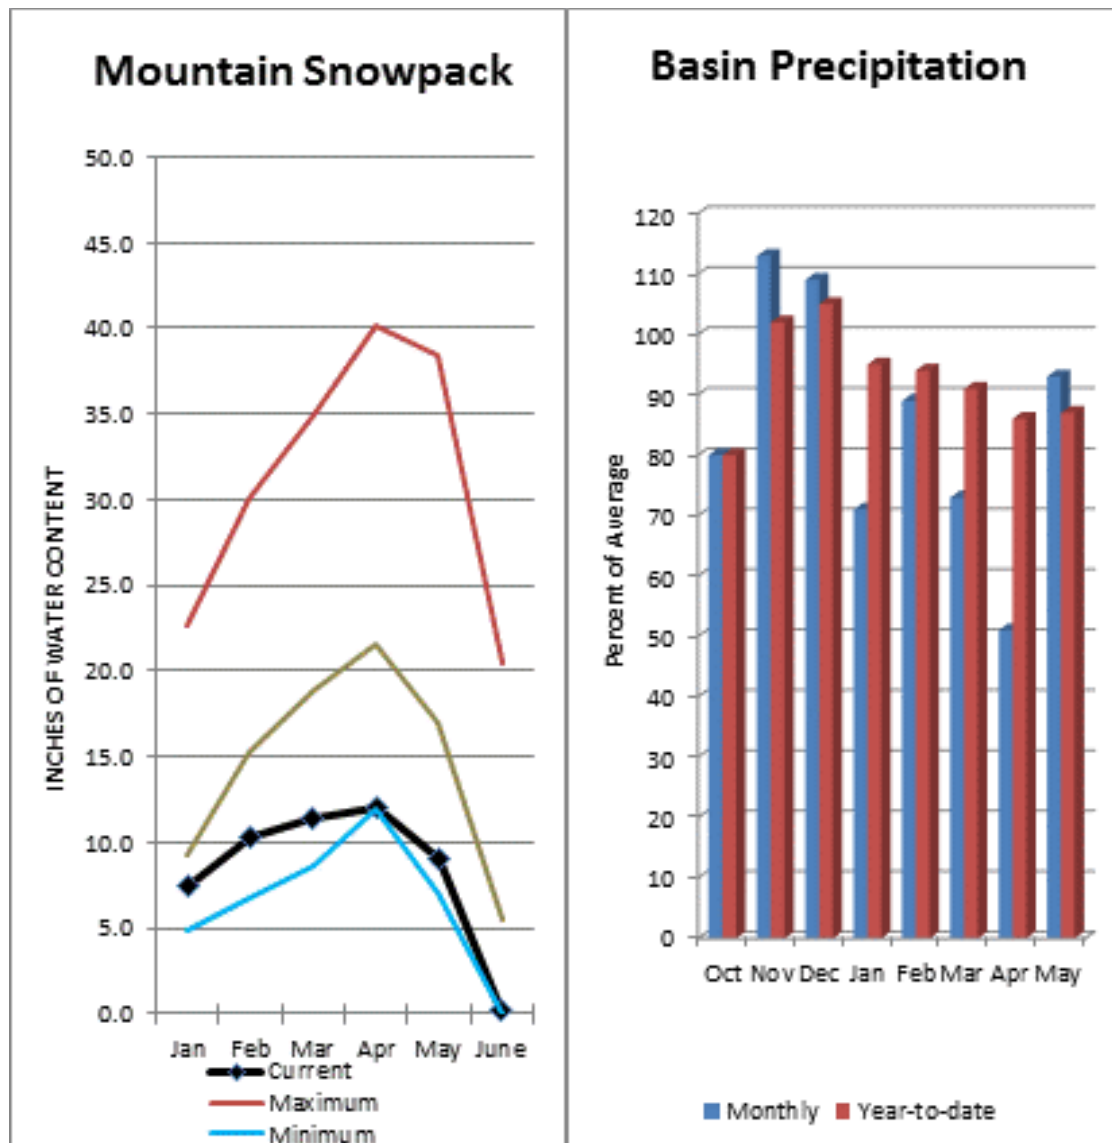 Mountain Snowpack
INCHES OF WATER CONTENT
50.0
45.0
40.0
35.0
30.0
25.0
20.0
15.0
10.0
5.0
0.0
Jan Feb Mar Apr May June
Current
Maximum
Minimum
Basin Precipitation
Percent of Average
120
110
100
90
80
70
60
50
40
30
20
10
0
Oct Nov Dec Jan Feb Mar Apr May
Monthly Year-to-date